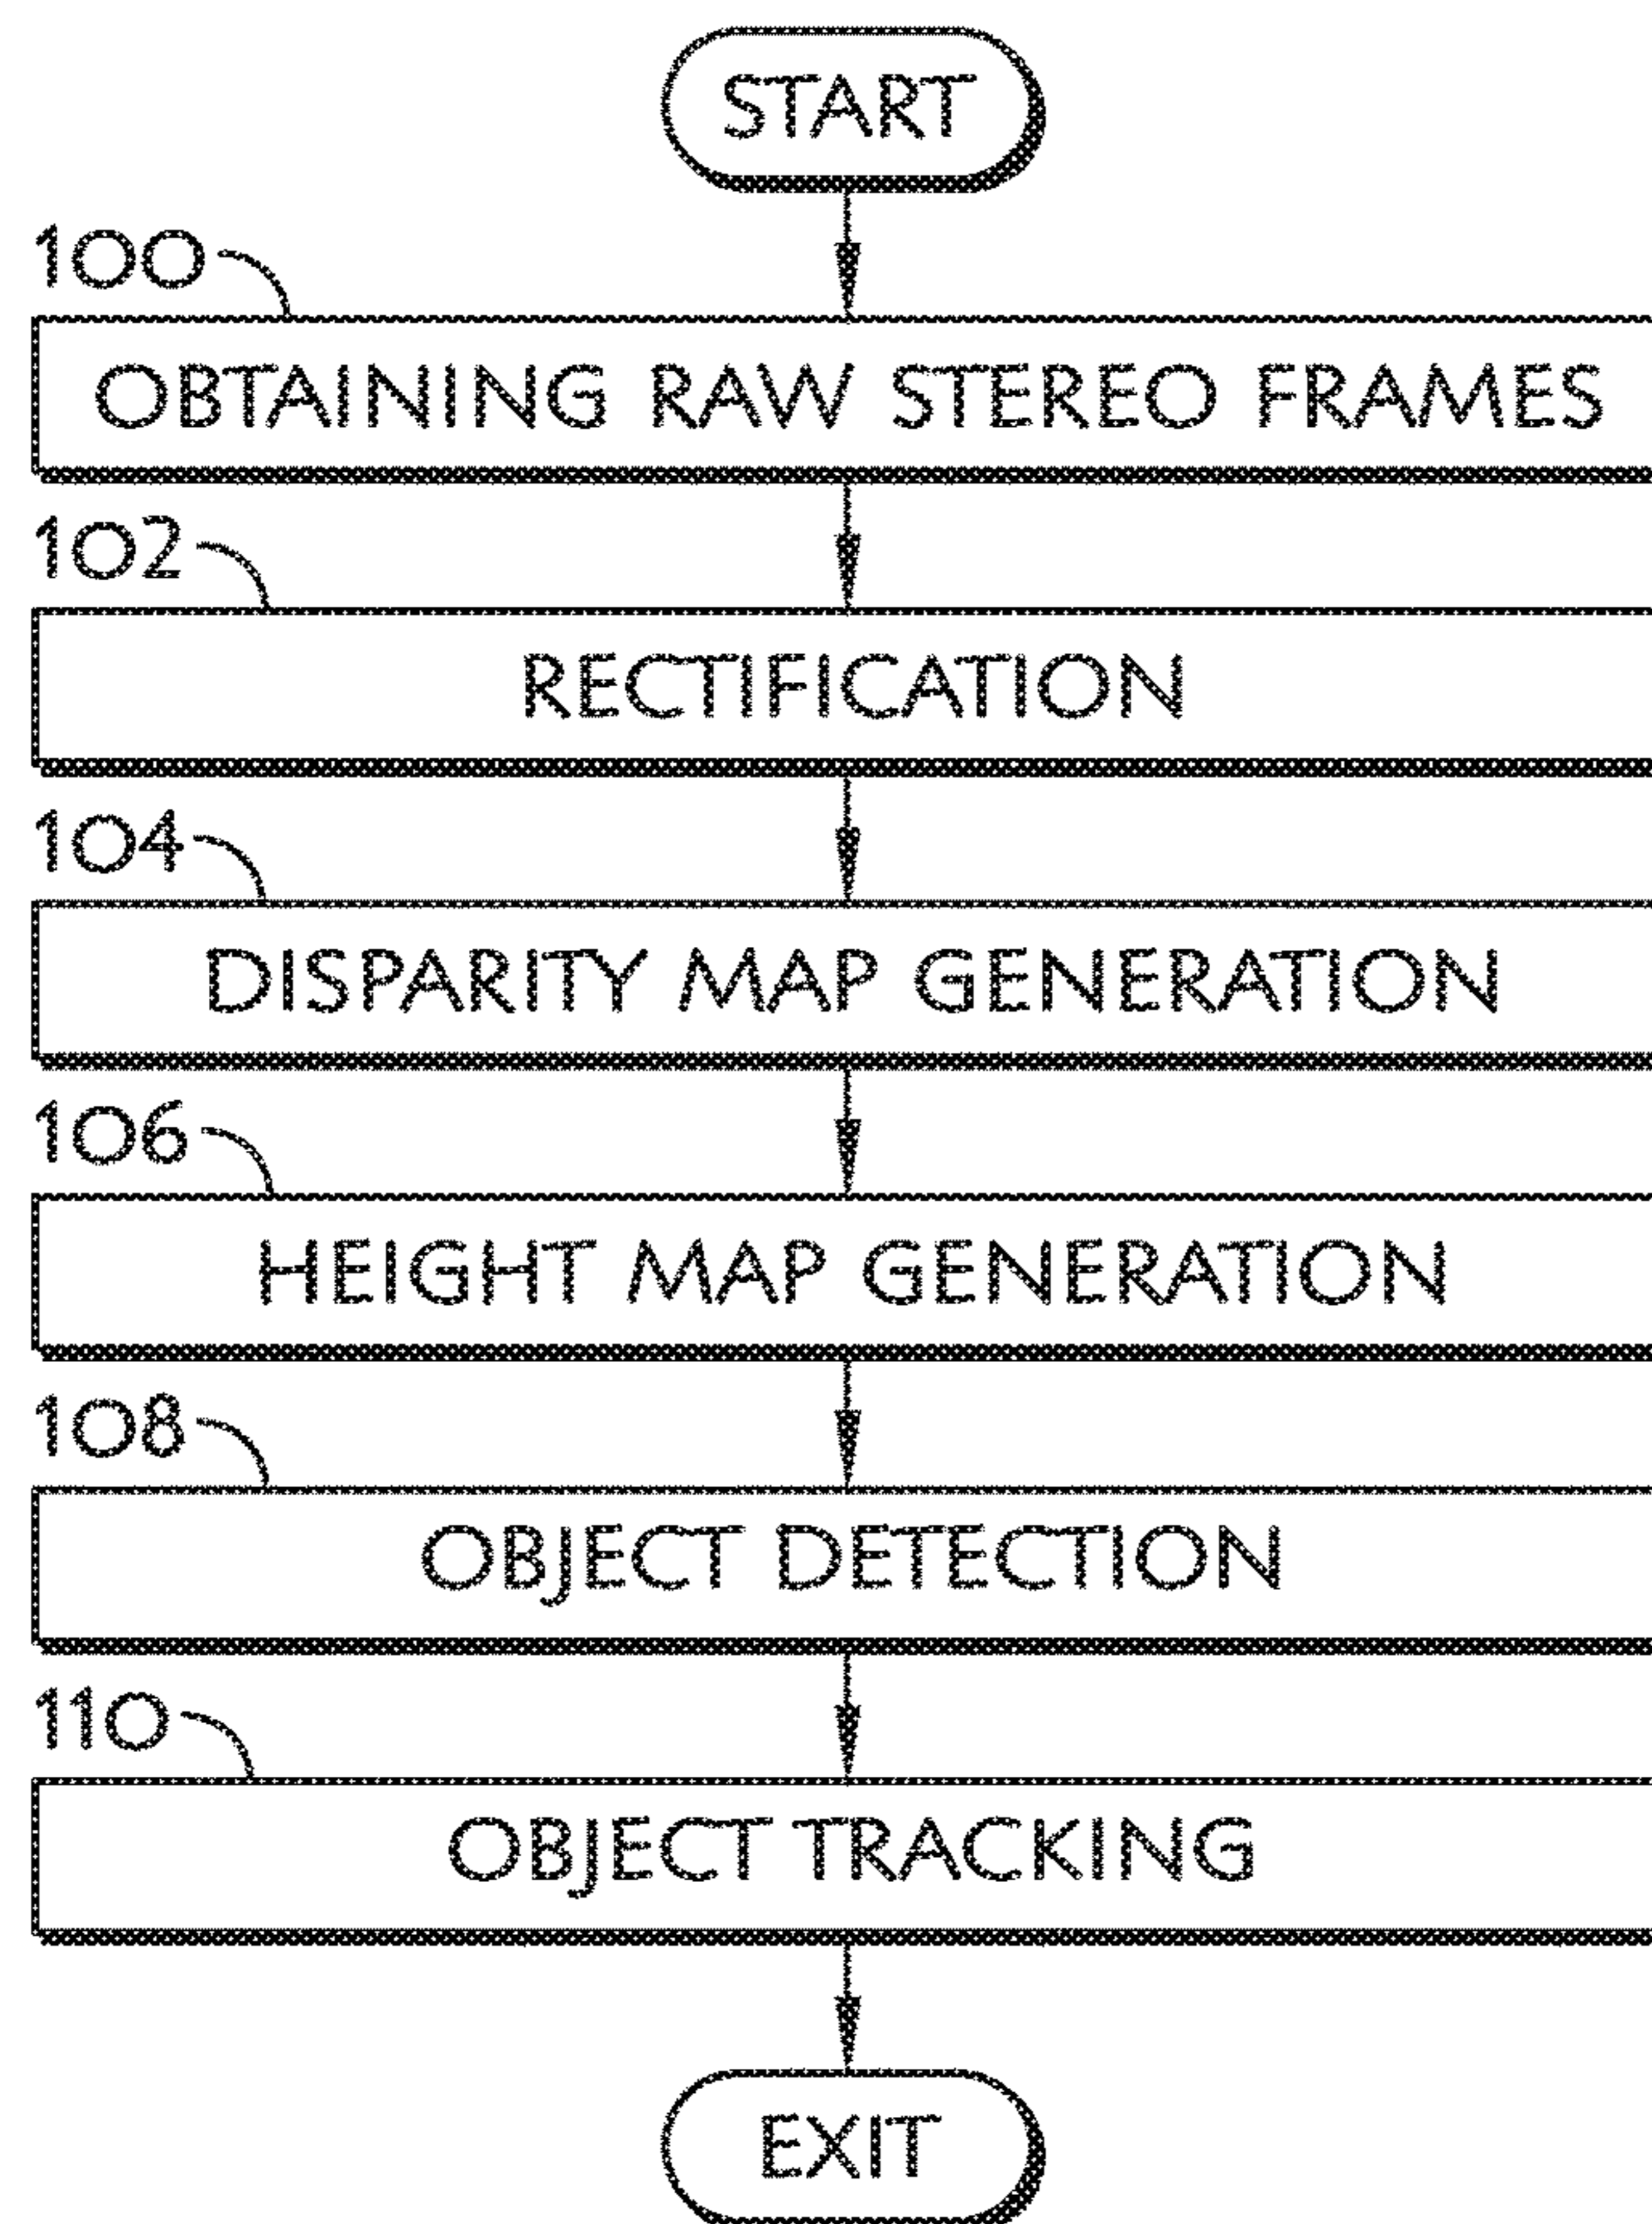 START
100
OBTAINING RAW STEREO FRAMES
102
RECTIFICATION
104
DISPARITY MAP GENERATION
106
HEIGHT MAP GENERATION
108
OBJECT DETECTION
110
OBJECT TRACKING
EXIT